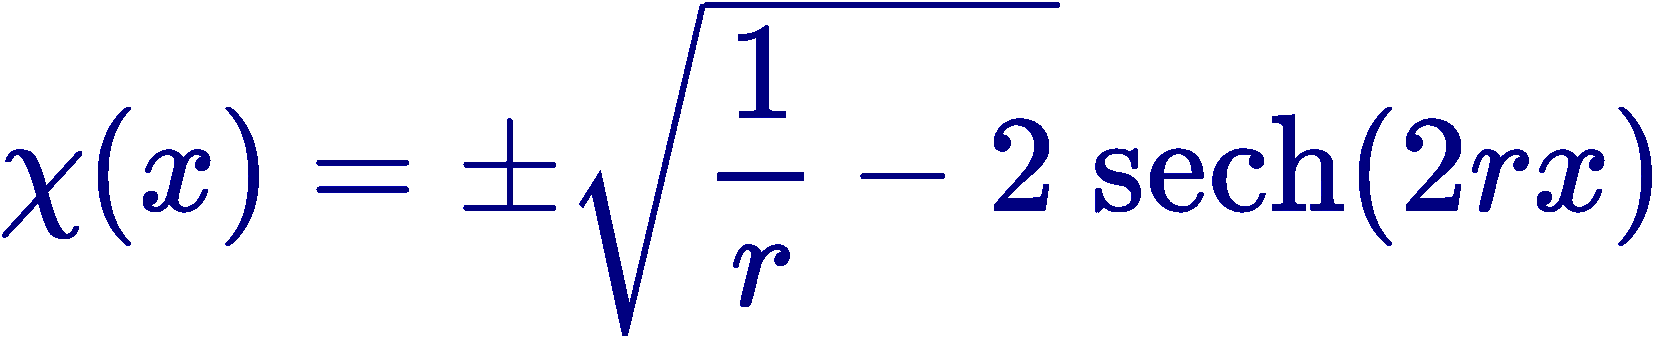 χ(x) = ±√(1/r − 2) sech(2rx)